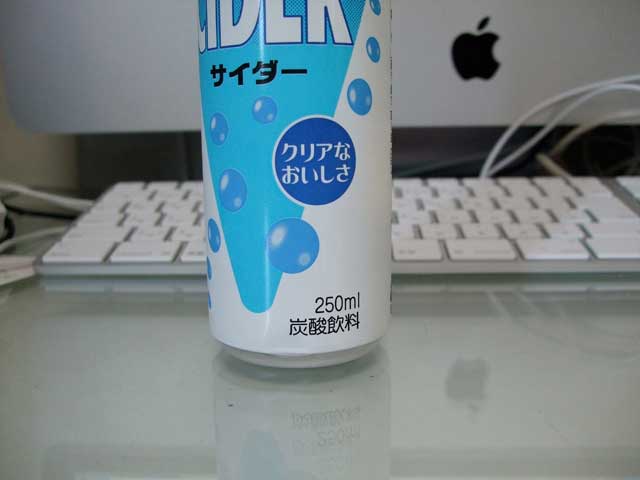 CIDER
サイダー
クリアな
おいしさ
250ml
炭酸飲料